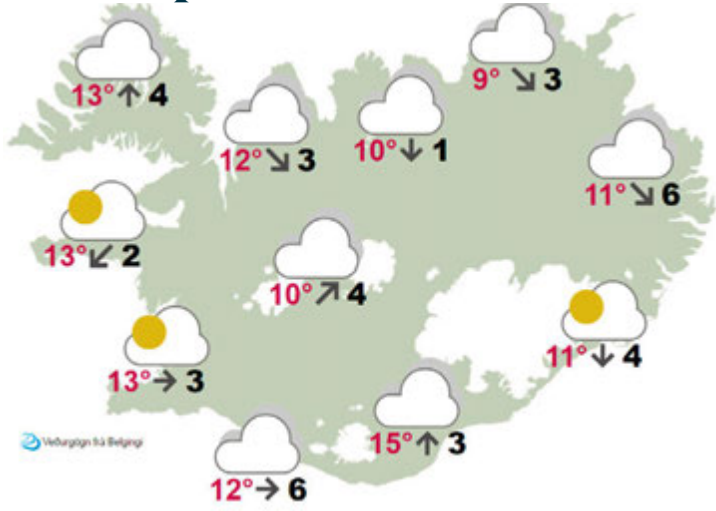 9° ↘ 3
13° ↑ 4
10° ↓ 1
12° ↘ 3
11° ↘ 6
13° ↙ 2
10° ↗ 4
11° ↓ 4
13° → 3
15° ↑ 3
Veðurgögn frá Belgingi
12° → 6